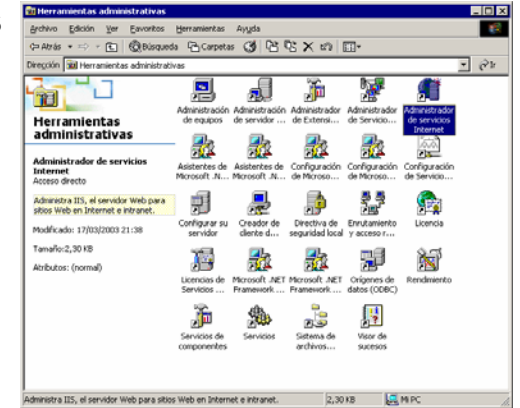 Herramientas administrativas
Archivo Edición Ver Favoritos Herramientas Ayuda
Atrás Búsqueda Carpetas
Dirección Herramientas administrativas Ir
Herramientas
administrativas
Administrador de servicios
Internet
Acceso directo
Administra IIS, el servidor Web para
sitios Web en Internet e intranet.
Modificado: 17/03/2003 21:38
Tamaño: 2,30 KB
Atributos: (normal)
Administración
de equipos
Administración
de servidor ...
Administrador
de Extensi...
Administrador
de Servicio...
Administrador
de servicios
Internet
Asistentes de
Microsoft .N...
Asistentes de
Microsoft .N...
Configuración
de Microso...
Configuración
de Microso...
Configuración
de Servicio...
Configurar su
servidor
Creador de
cliente d...
Directiva de
seguridad local
Enrutamiento
y acceso r...
Licencia
Licencias de
Servicios ...
Microsoft .NET
Framework ...
Microsoft .NET
Framework ...
Orígenes de
datos (ODBC)
Rendimiento
Servicios de
componentes
Servicios
Sistema de
archivos...
Visor de
sucesos
Administra IIS, el servidor Web para sitios Web en Internet e intranet. 2,30 KB Mi PC